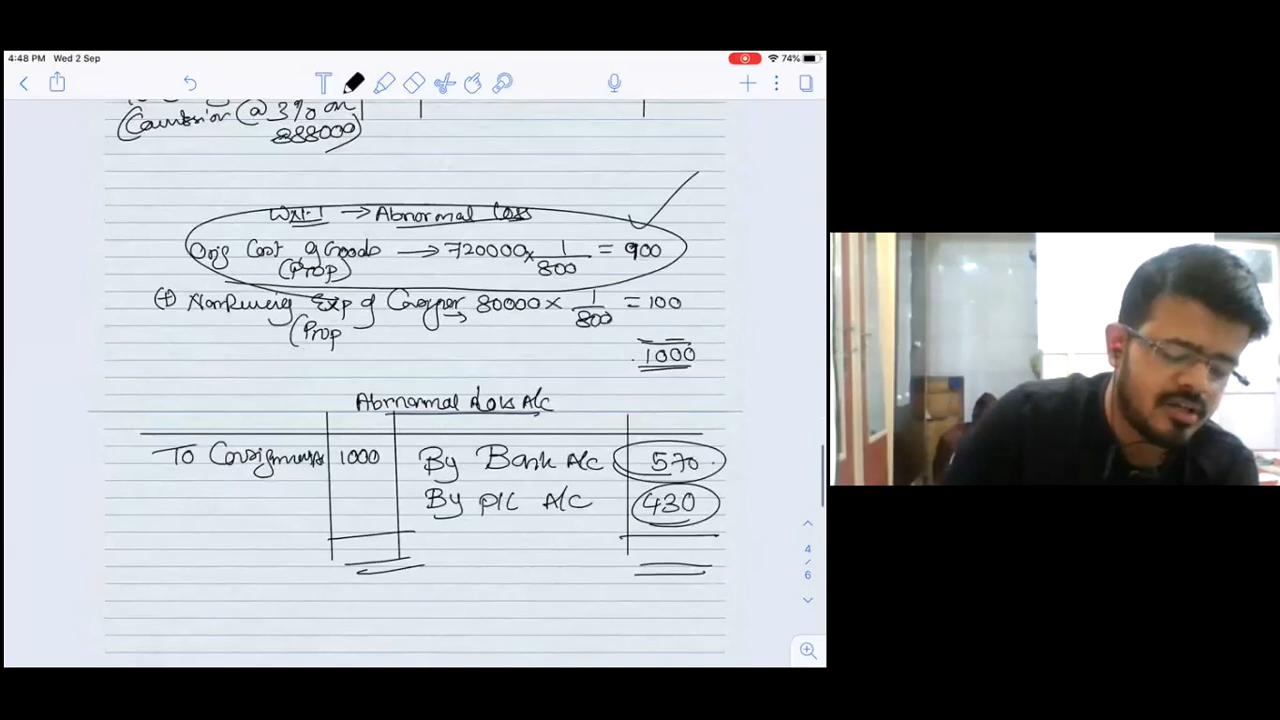 4:48 PM Wed 2 Sep
74%
(Commission @ 3% on
888000)
WN-1 → Abnormal Loss
Orig Cost of Goods → 720000 x 1/800 = 900
(Prop)
(+) Non Recurring Exp of → 80000 x 1/800 = 100
(Prop
1000
Abnormal Loss A/c
To Consignment 1000 By Bank A/c 570
By P/L A/c 430
4
/
6